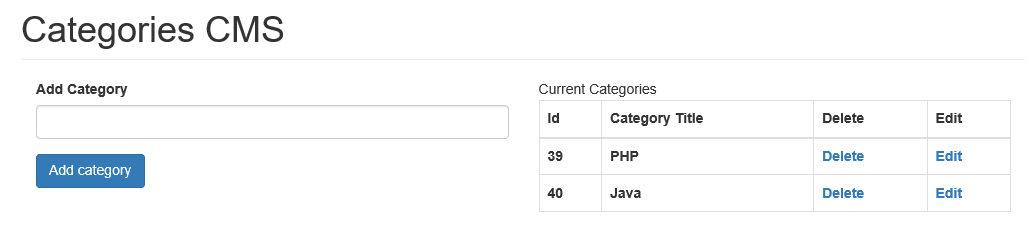 Categories CMS
Add Category
Add category
Current Categories
Id Category Title Delete Edit
39 PHP Delete Edit
40 Java Delete Edit